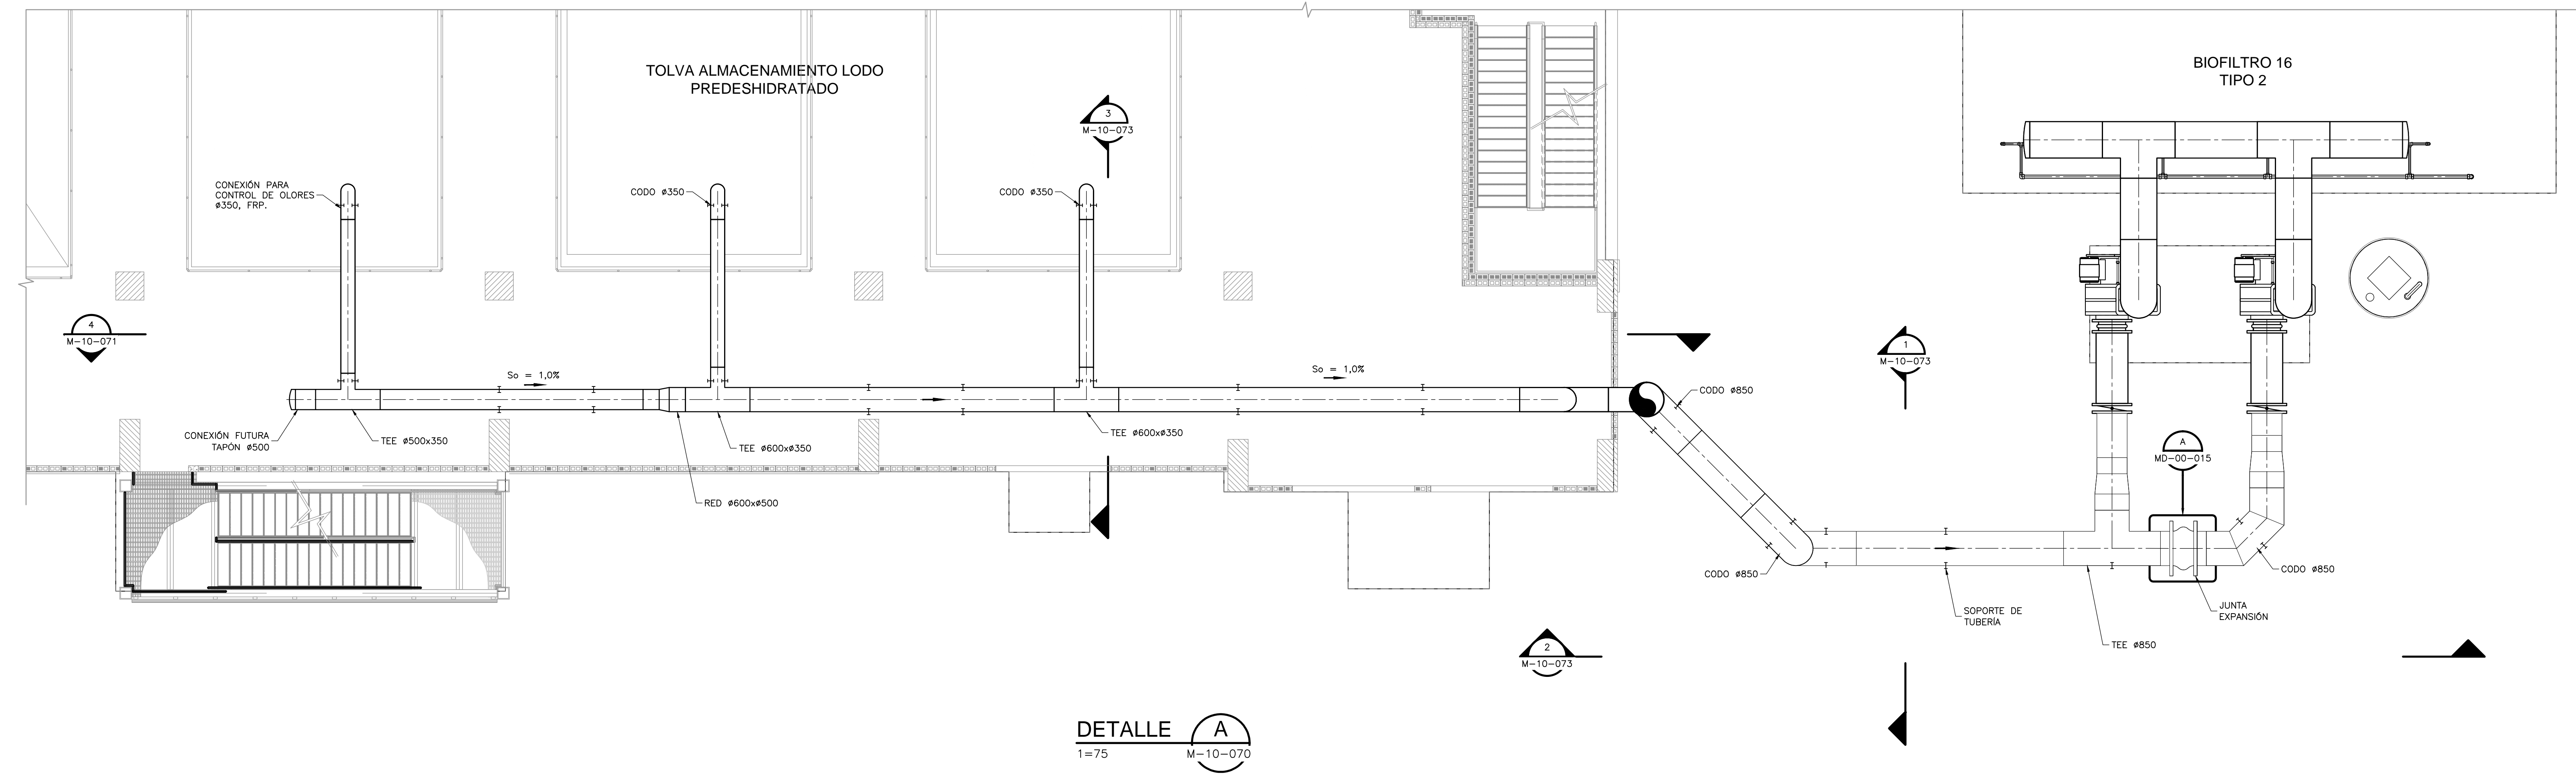 TOLVA ALMACENAMIENTO LODO
PREDESHIDRATADO
BIOFILTRO 16
TIPO 2
3
M-10-073
CONEXIÓN PARA
CONTROL DE OLORES
ø350, FRP.
CODO ø350
CODO ø350
4
M-10-071
1
M-10-073
So = 1,0%
So = 1,0%
CODO ø850
CONEXIÓN FUTURA
TAPÓN ø500
TEE ø500x350
TEE ø600xø350
TEE ø600xø350
A
MD-00-015
RED ø600xø500
CODO ø850
CODO ø850
SOPORTE DE
TUBERÍA
JUNTA
EXPANSIÓN
TEE ø850
2
M-10-073
DETALLE
A
1=75
M-10-070